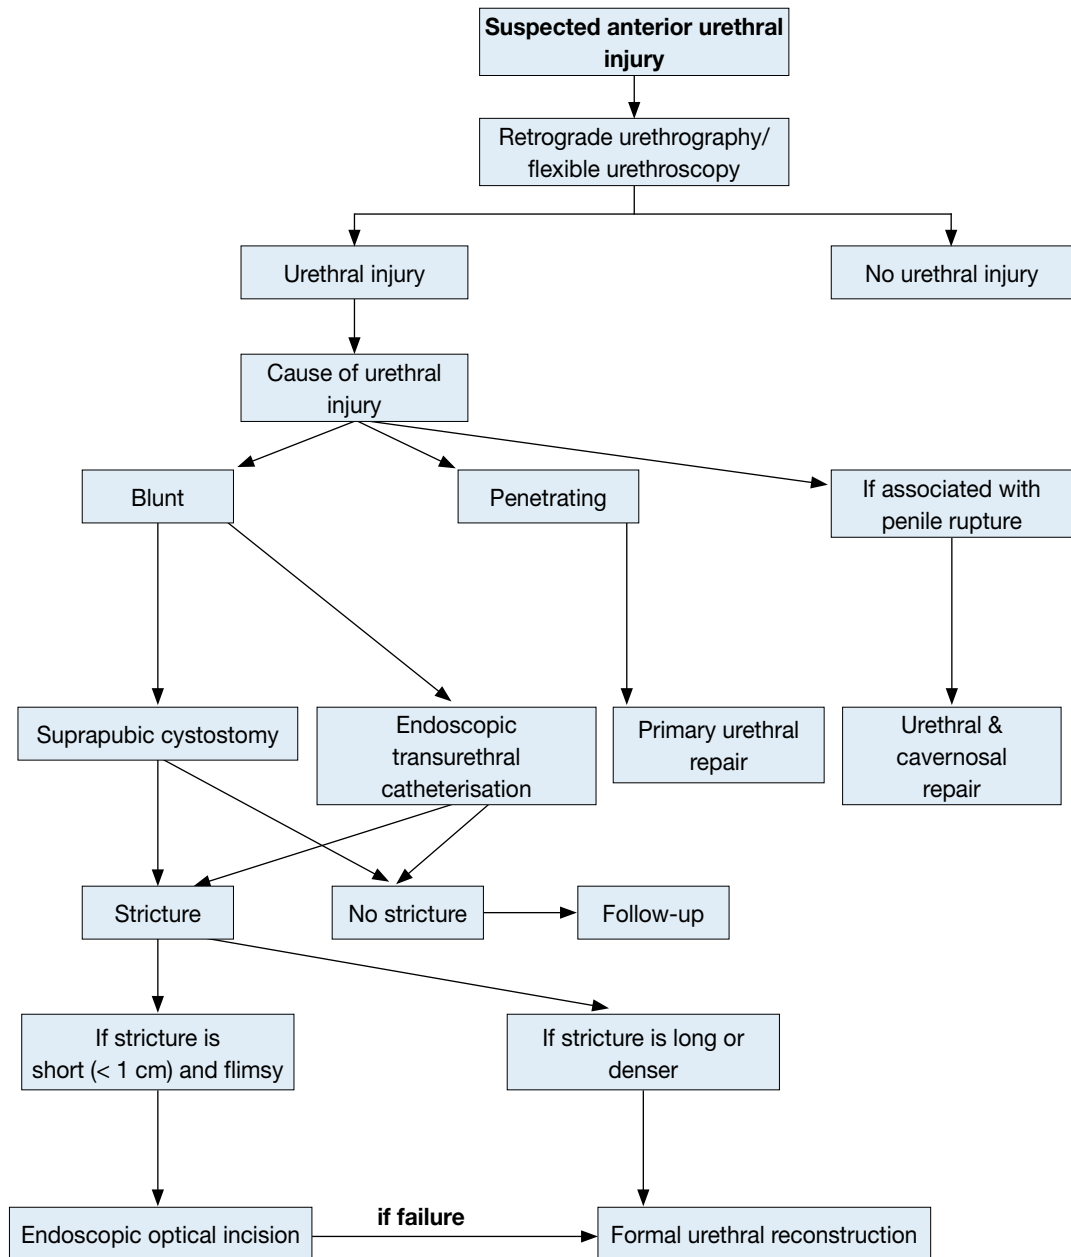 Suspected anterior urethral
injury
Retrograde urethrography/
flexible urethroscopy
Urethral injury
No urethral injury
Cause of urethral
injury
Blunt
Penetrating
If associated with
penile rupture
Suprapubic cystostomy
Endoscopic
transurethral
catheterisation
Primary urethral
repair
Urethral &
cavernosal
repair
Stricture
No stricture
Follow-up
If stricture is
short (< 1 cm) and flimsy
If stricture is long or
denser
Endoscopic optical incision
if failure
Formal urethral reconstruction